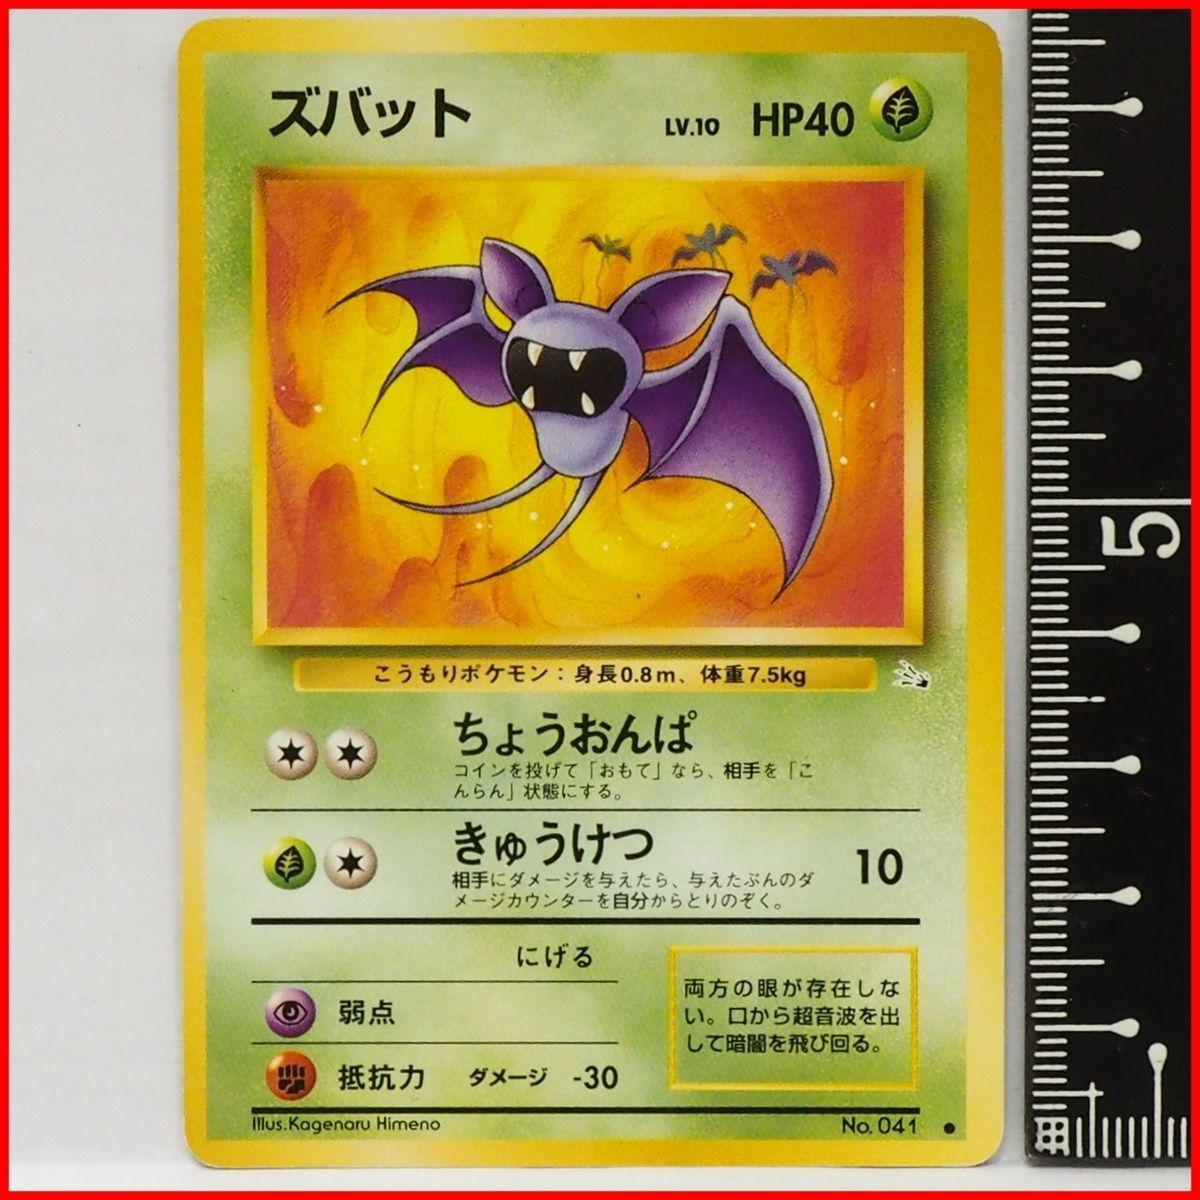 ズバット LV.10 HP40
こうもりポケモン：身長0.8m、体重7.5kg
ちょうおんぱ
コインを投げて「おもて」なら、相手を「こ
んらん」状態にする。
きゅうけつ 10
相手にダメージを与えたら、与えたぶんのダ
メージカウンターを自分からとりのぞく。
にげる
弱点
抵抗力 ダメージ -30
両方の眼が存在しな
い。口から超音波を出
して暗闇を飛び回る。
Illus.Kagenaru Himeno
No. 041
5